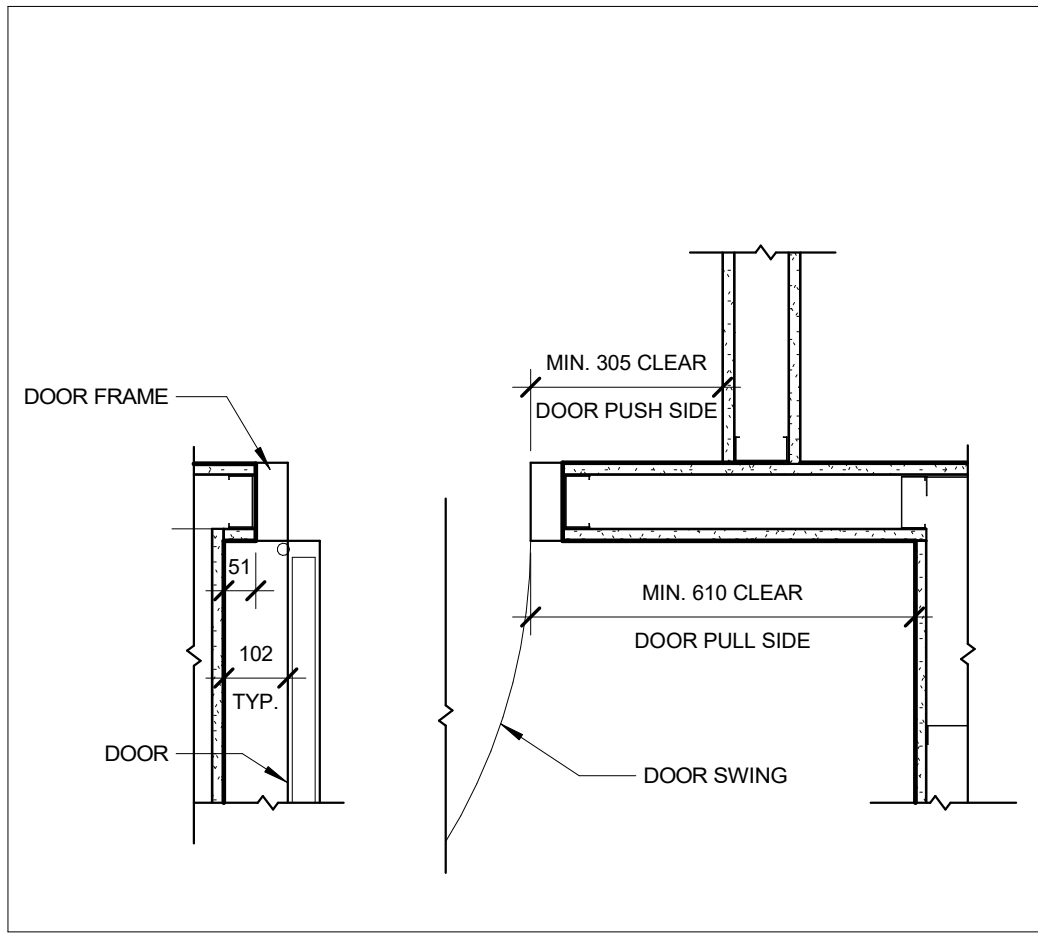 MIN. 305 CLEAR
DOOR PUSH SIDE
DOOR FRAME
51
MIN. 610 CLEAR
DOOR PULL SIDE
102
TYP.
DOOR
DOOR SWING